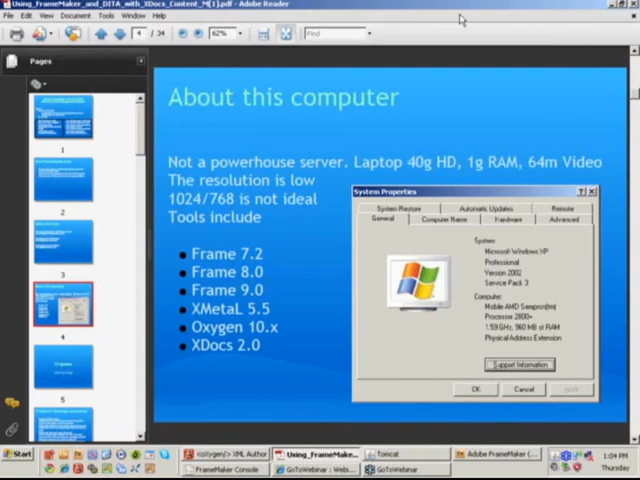 Using_FrameMaker_and_DITA_with_XDocs_Content_M[1].pdf - Adobe Reader
File Edit View Document Tools Window Help
4 / 34 62% Find
Pages
1
2
3
4
5
About this computer
Not a powerhouse server. Laptop 40g HD, 1g RAM, 64m Video
The resolution is low
1024/768 is not ideal
Tools include
Frame 7.2
Frame 8.0
Frame 9.0
XMetaL 5.5
Oxygen 10.x
XDocs 2.0
System Properties
System Restore Automatic Updates Remote
General Computer Name Hardware Advanced
System:
Microsoft Windows XP
Professional
Version 2002
Service Pack 3
Computer:
Mobile AMD Sempron(tm)
Processor 2800+
1.59 GHz, 960 MB of RAM
Physical Address Extension
Support Information
OK Cancel Apply
Start <oXygen/> XML Author Using_FrameMake... Tomcat Adobe FrameMaker (... 1:04 PM
FrameMaker Console GoToWebinar : Webi... GoToWebinar Thursday